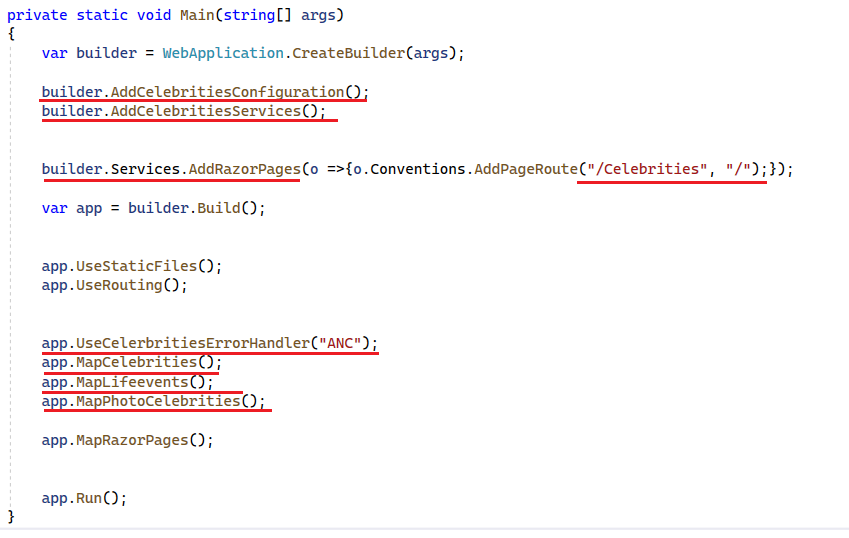 private static void Main(string[] args)
{
var builder = WebApplication.CreateBuilder(args);
builder.AddCelebritiesConfiguration();
builder.AddCelebritiesServices();
builder.Services.AddRazorPages(o =>{o.Conventions.AddPageRoute("/Celebrities", "/");});
var app = builder.Build();
app.UseStaticFiles();
app.UseRouting();
app.UseCelerbritiesErrorHandler("ANC");
app.MapCelebrities();
app.MapLifeevents();
app.MapPhotoCelebrities();
app.MapRazorPages();
app.Run();
}